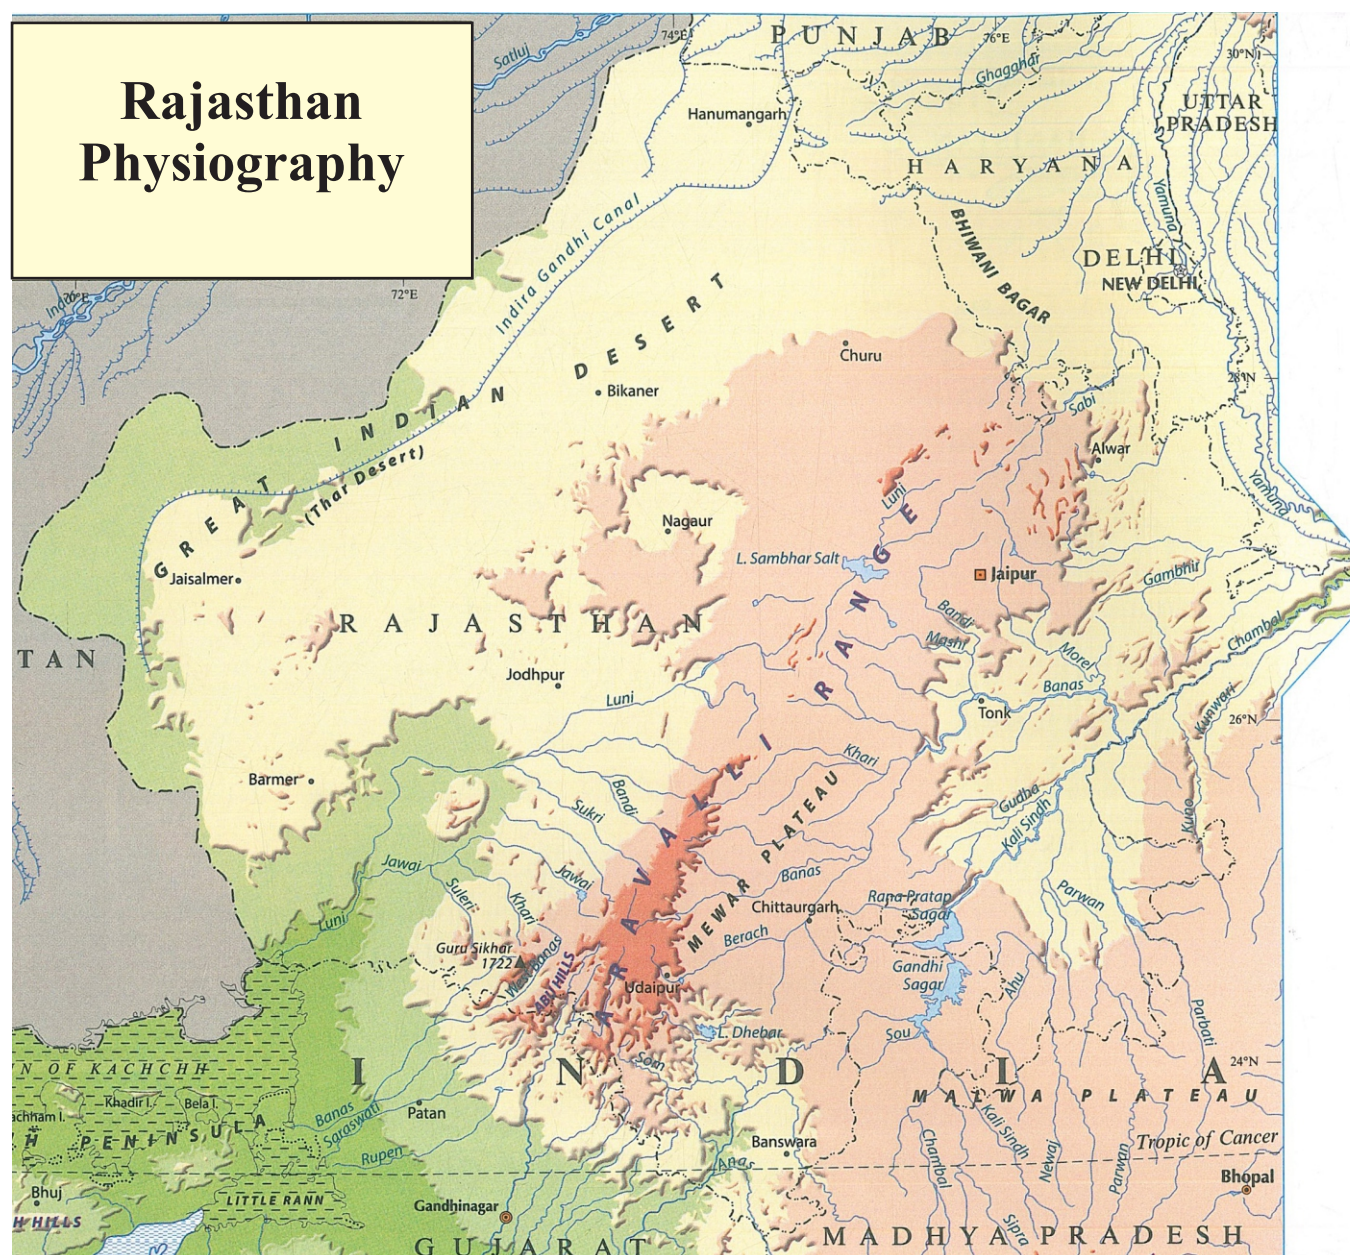 Rajasthan
Physiography
74°E
PUNJAB
76°E
30°N
Satluj
Ghagghar
UTTAR
PRADESH
Hanumangarh
HARYANA
Yamuna
Indira Gandhi Canal
BHIWANI BAGAR
DELHI
NEW DELHI
72°E
GREAT INDIAN DESERT
(Thar Desert)
Churu
Bikaner
28°N
Sabi
Alwar
Luni
Yamuna
Nagaur
L. Sambhar Salt
Jaipur
Jaisalmer
Gambhir
TAN
RAJASTHAN
Bandi
Mashi
Morel
Chambal
Jodhpur
Luni
Banas
Tonk
Kunwari
26°N
ARAVALLI RANGE
Khari
Barmer
Bandi
Sukri
MEWAR PLATEAU
Gudha
Kali Sindh
Kuno
Jawai
Jawai
Banas
Sukri
Khari
Chittaurgarh
Rana Pratap
Sagar
Parwan
Luni
Berach
Guru Sikhar
1722
West Banas
ABU HILLS
Udaipur
Gandhi
Sagar
Ahu
L. Dhebar
Sou
Parbati
Som
INDIA
24°N
N OF KACHCHH
MALWA PLATEAU
achham I.
Khadir I.
Bela I.
Banas
Saraswati
Patan
Kali Sindh
H PENINSULA
Rupen
Banswara
Anas
Chambal
Newaj
Parwan
Tropic of Cancer
Bhuj
LITTLE RANN
Gandhinagar
Bhopal
H HILLS
Sipra
GUJARAT
MADHYA PRADESH